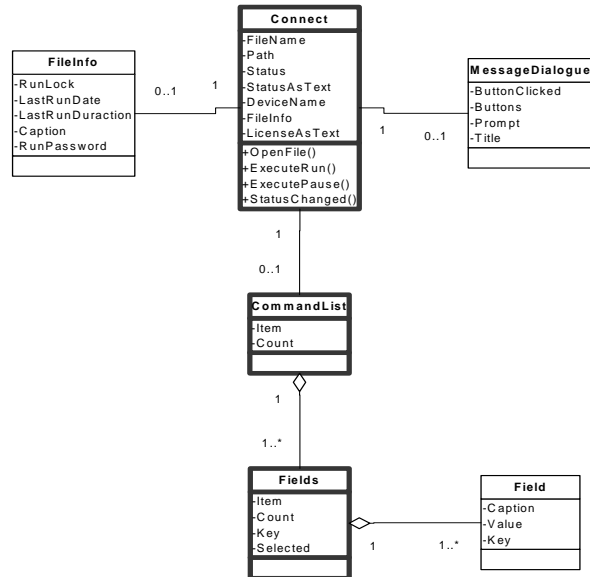 Connect
-FileName
-Path
-Status
-StatusAsText
-DeviceName
-FileInfo
-LicenseAsText
+OpenFile()
+ExecuteRun()
+ExecutePause()
+StatusChanged()
FileInfo
-RunLock
-LastRunDate
-LastRunDuraction
-Caption
-RunPassword
0..1
1
MessageDialogue
-ButtonClicked
-Buttons
-Prompt
-Title
1
0..1
1
0..1
CommandList
-Item
-Count
1
1..*
Fields
-Item
-Count
-Key
-Selected
1
1..*
Field
-Caption
-Value
-Key